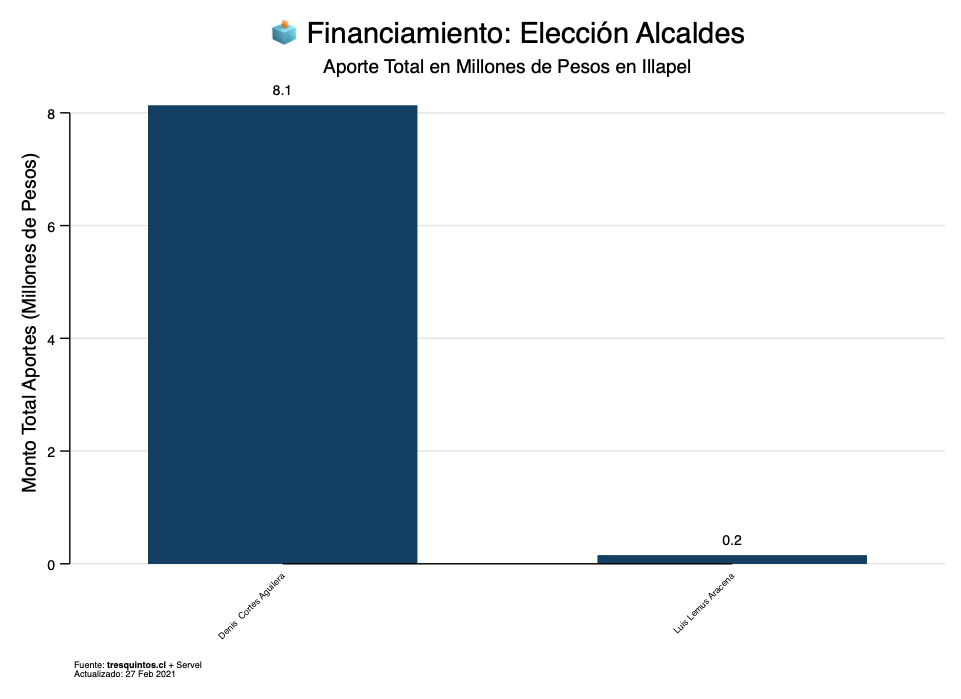 Financiamiento: Elección Alcaldes
Aporte Total en Millones de Pesos en Illapel
Monto Total Aportes (Millones de Pesos)
8
6
4
2
0
8.1
0.2
Denis Cortes Aguilera
Luis Lemus Aracena
Fuente: tresquintos.cl + Servel
Actualizado: 27 Feb 2021